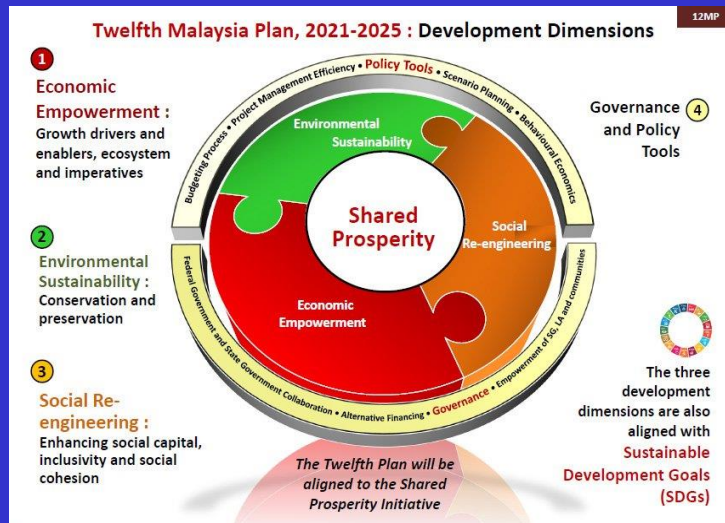 12MP
Twelfth Malaysia Plan, 2021-2025 : Development Dimensions
1
Economic
Empowerment :
Growth drivers and
enablers, ecosystem
and imperatives
2
Environmental
Sustainability :
Conservation and
preservation
3
Social Re-
engineering :
Enhancing social capital,
inclusivity and social
cohesion
Budgeting Process • Project Management Efficiency • Policy Tools • Scenario Planning • Behavioural Economics
Environmental
Sustainability
Shared
Prosperity
Social
Re-engineering
Economic
Empowerment
Federal Government and State Government Collaboration • Alternative Financing • Governance • Empowerment of SG, LA and communities
The Twelfth Plan will be
aligned to the Shared
Prosperity Initiative
Governance
and Policy
Tools
4
The three
development
dimensions are also
aligned with
Sustainable
Development Goals
(SDGs)